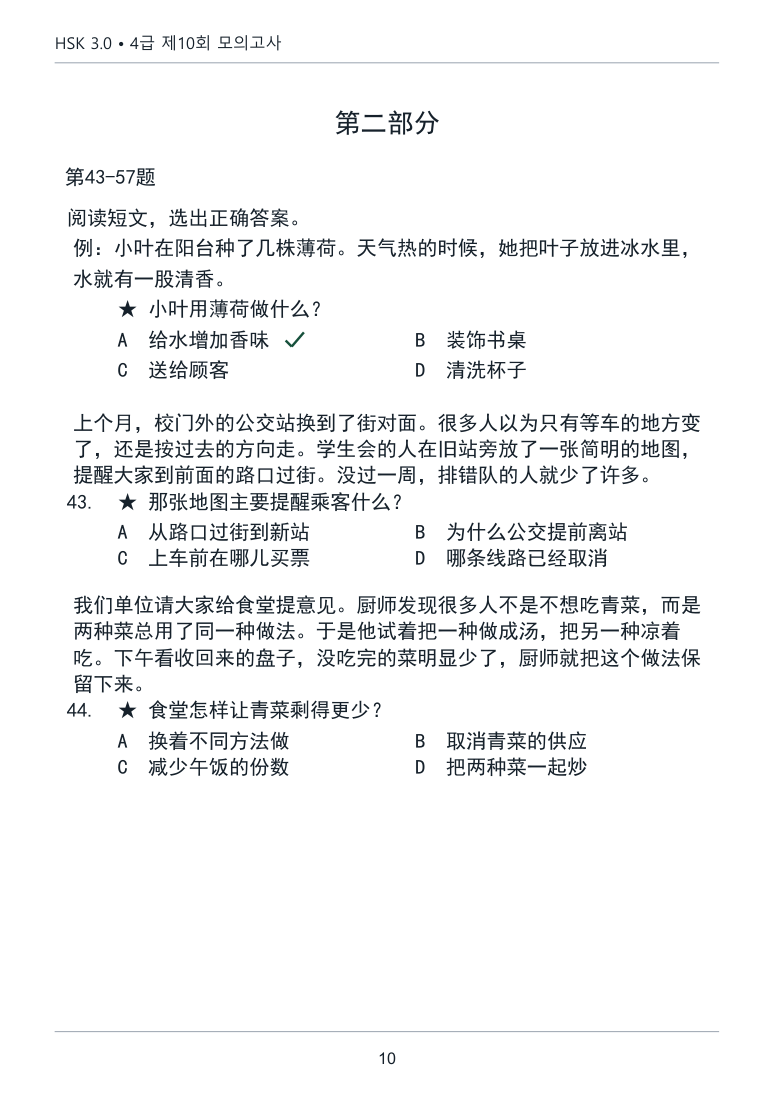 HSK 3.0 • 4급 제10회 모의고사
第二部分
第43-57题
阅读短文，选出正确答案。
例：小叶在阳台种了几株薄荷。天气热的时候，她把叶子放进冰水里，
水就有一股清香。
★ 小叶用薄荷做什么？
A 给水增加香味 ✓ B 装饰书桌
C 送给顾客 D 清洗杯子
上个月，校门外的公交站换到了街对面。很多人以为只有等车的地方变
了，还是按过去的方向走。学生会的人在旧站旁放了一张简明的地图，
提醒大家到前面的路口过街。没过一周，排错队的人就少了许多。
43. ★ 那张地图主要提醒乘客什么？
A 从路口过街到新站 B 为什么公交提前离站
C 上车前在哪儿买票 D 哪条线路已经取消
我们单位请大家给食堂提意见。厨师发现很多人不是不想吃青菜，而是
两种菜总用了同一种做法。于是他试着把一种做成汤，把另一种凉着
吃。下午看收回来的盘子，没吃完的菜明显少了，厨师就把这个做法保
留下来。
44. ★ 食堂怎样让青菜剩得更少？
A 换着不同方法做 B 取消青菜的供应
C 减少午饭的份数 D 把两种菜一起炒
10